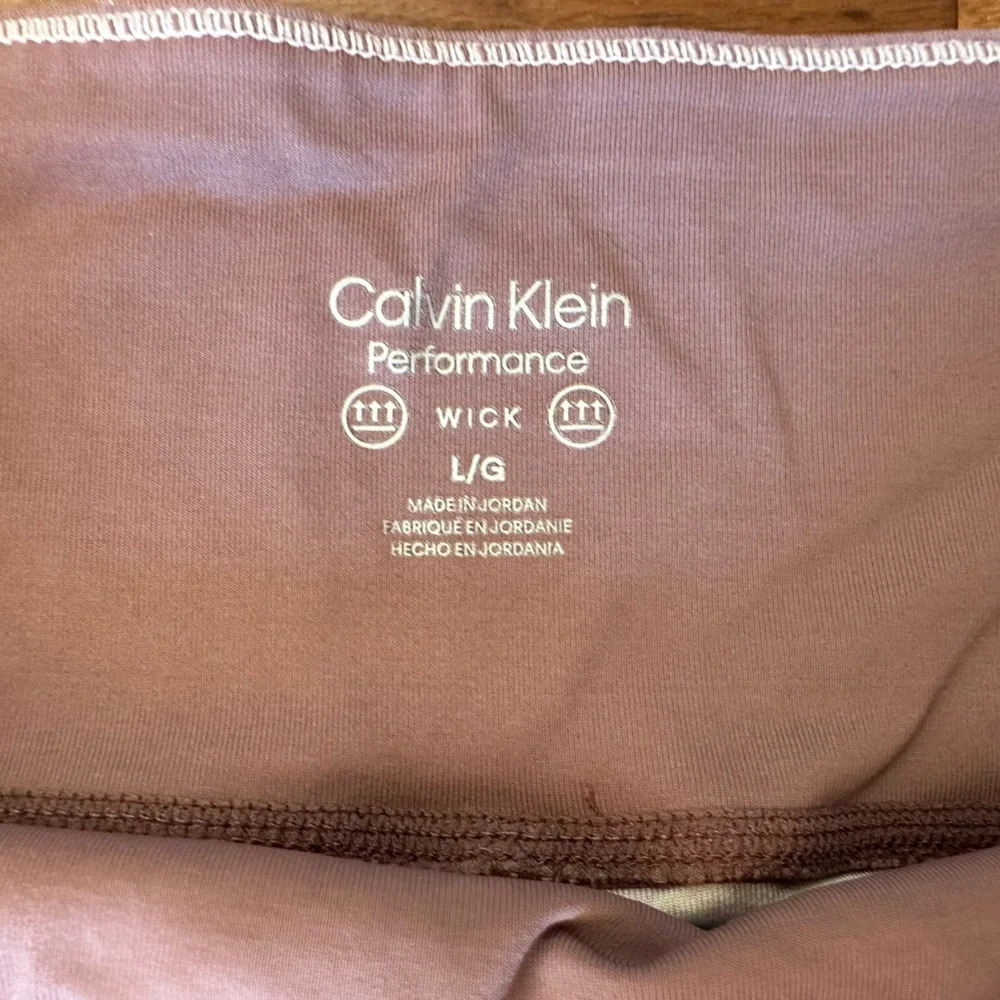 Calvin Klein
Performance
WICK
L/G
MADE IN JORDAN
FABRIQUÉ EN JORDANIE
HECHO EN JORDANIA